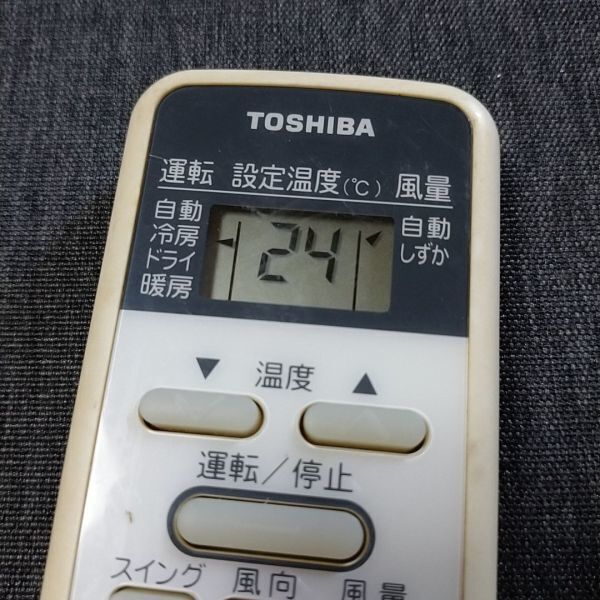 TOSHIBA
運転 設定温度(℃) 風量
自動
冷房
ドライ
暖房
24
自動
しずか
▼ 温度 ▲
運転/停止
スイング 風向 風量